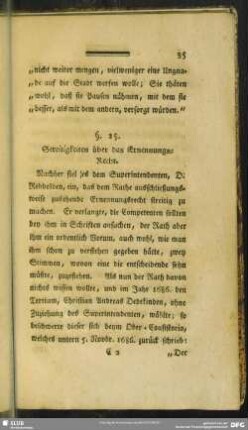 25
„nicht weiter mengen, vielweniger eine Ungna-
„de auf die Stadt werfen wolle; Sie thäten
„wohl, daß sie Pausen nähmen, mit dem sie
„besser, als mit dem andern, versorgt würden.“
§. 25.
Streitigkeiten über das Ernennungs-
Recht.
Nachher fiel es dem Superintendenten, D.
Rehbelden, ein, das dem Rathe ausschließungs-
weis zustehende Ernennungsrecht streitig zu
machen. Er verlangte, die Competenten sollten
bey ihm in Schriften ansuchen, der Rath aber
ihm ein ordentlich Votum, auch wohl, wie man
ihm schon zu verstehen gegeben hätte, zwey
Stimmen, wovon eine die entscheidende seyn
müßte, zugestehen. Als nun der Rath davon
nichts wissen wollte, und im Jahr 1686. den
Tertium, Christian Andreas Dedekinden, ohne
Zuziehung des Superintendenten, wählte; so
beschwerte dieser sich beym Ober-Consistorio,
welches untern 5. Novbr. 1686. zurück schrieb:
C 2 „Der